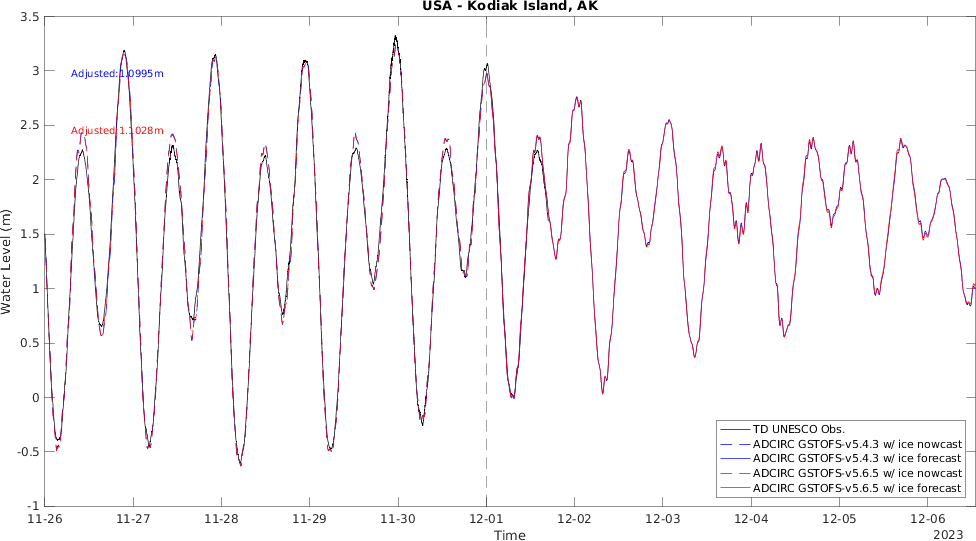 USA - Kodiak Island, AK
3.5
3
2.5
2
1.5
1
0.5
0
-0.5
-1
Water Level (m)
Adjusted:1.0995m
Adjusted:1.1028m
TD UNESCO Obs.
ADCIRC GSTOFS-v5.4.3 w/ ice nowcast
ADCIRC GSTOFS-v5.4.3 w/ ice forecast
ADCIRC GSTOFS-v5.6.5 w/ ice nowcast
ADCIRC GSTOFS-v5.6.5 w/ ice forecast
11-26 11-27 11-28 11-29 11-30 12-01 12-02 12-03 12-04 12-05 12-06
Time
2023